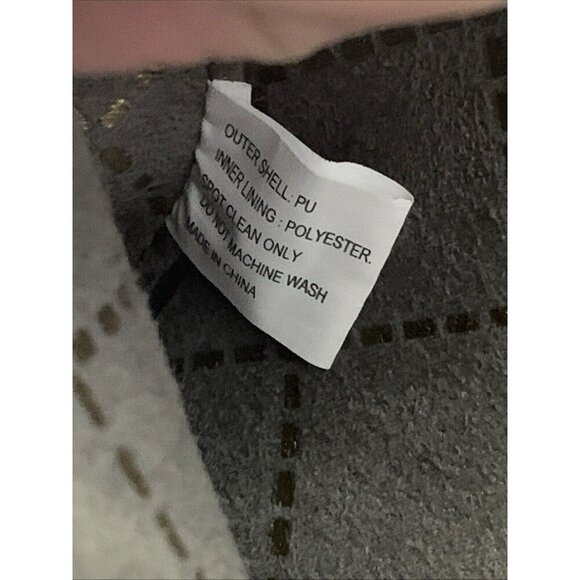 OUTER SHELL: PU
INNER LINING : POLYESTER.
SPOT CLEAN ONLY
DO NOT MACHINE WASH
MADE IN CHINA